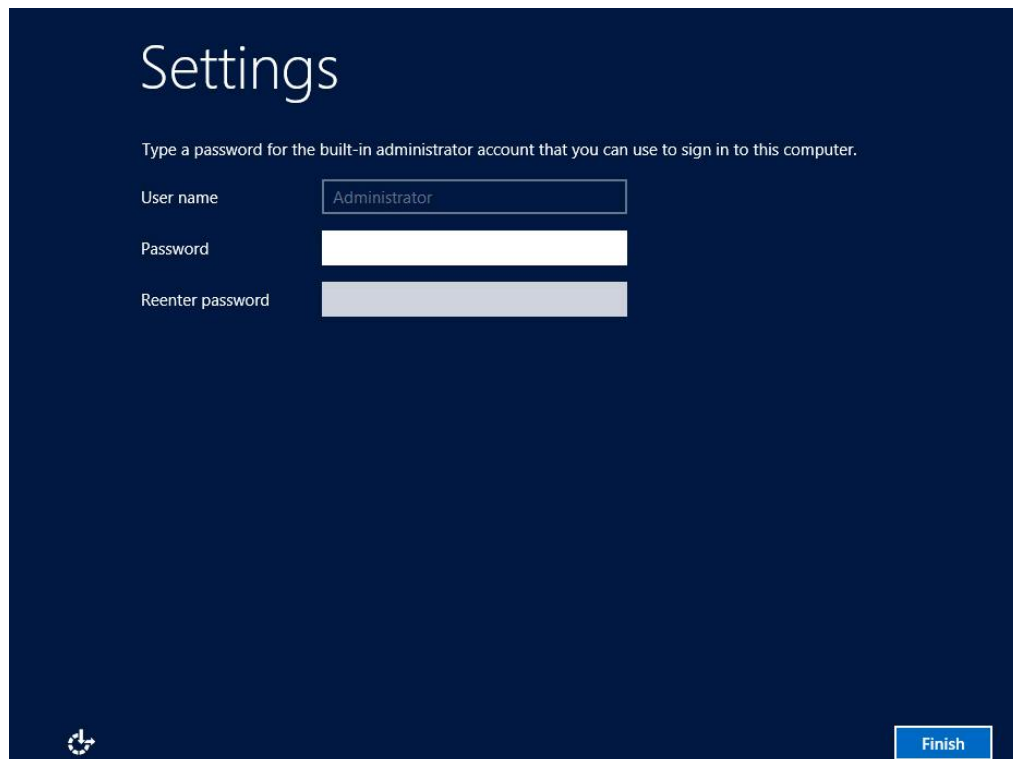 Settings
Type a password for the built-in administrator account that you can use to sign in to this computer.
User name
Administrator
Password
Reenter password
Finish